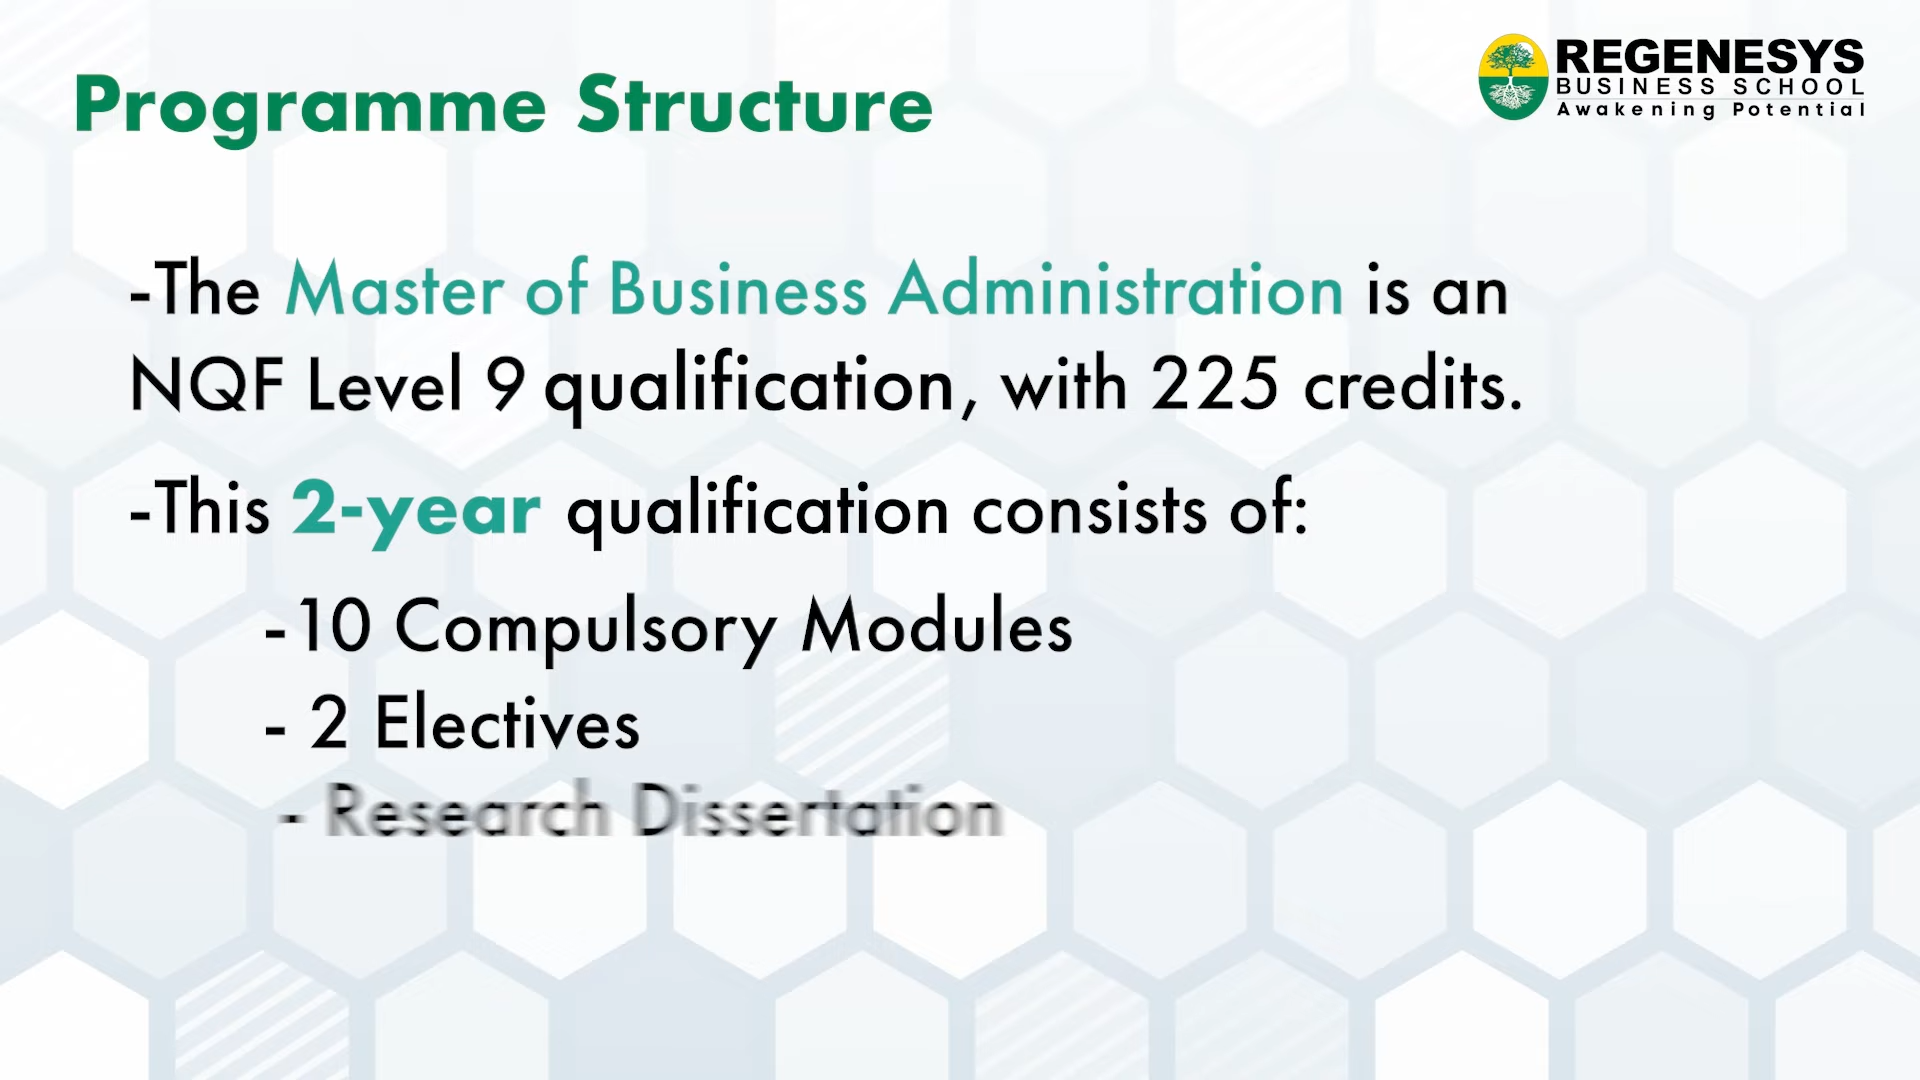 Programme Structure
REGENESYS
BUSINESS SCHOOL
Awakening Potential
-The Master of Business Administration is an
NQF Level 9 qualification, with 225 credits.
-This 2-year qualification consists of:
-10 Compulsory Modules
- 2 Electives
- Research Dissertation